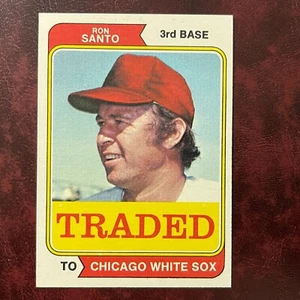 RON
SANTO
3rd BASE
TRADED
TO CHICAGO WHITE SOX